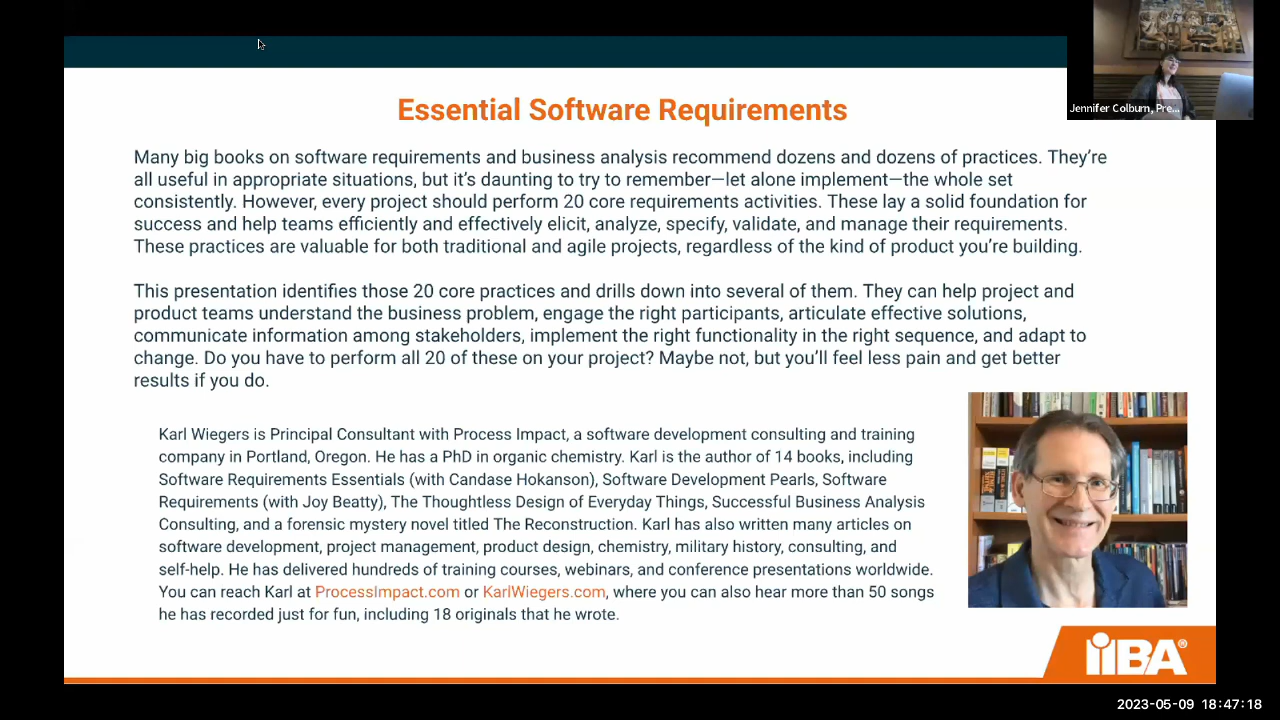 Jennifer Colburn, Pre...
Essential Software Requirements
Many big books on software requirements and business analysis recommend dozens and dozens of practices. They’re
all useful in appropriate situations, but it’s daunting to try to remember—let alone implement—the whole set
consistently. However, every project should perform 20 core requirements activities. These lay a solid foundation for
success and help teams efficiently and effectively elicit, analyze, specify, validate, and manage their requirements.
These practices are valuable for both traditional and agile projects, regardless of the kind of product you’re building.
This presentation identifies those 20 core practices and drills down into several of them. They can help project and
product teams understand the business problem, engage the right participants, articulate effective solutions,
communicate information among stakeholders, implement the right functionality in the right sequence, and adapt to
change. Do you have to perform all 20 of these on your project? Maybe not, but you’ll feel less pain and get better
results if you do.
Karl Wiegers is Principal Consultant with Process Impact, a software development consulting and training
company in Portland, Oregon. He has a PhD in organic chemistry. Karl is the author of 14 books, including
Software Requirements Essentials (with Candase Hokanson), Software Development Pearls, Software
Requirements (with Joy Beatty), The Thoughtless Design of Everyday Things, Successful Business Analysis
Consulting, and a forensic mystery novel titled The Reconstruction. Karl has also written many articles on
software development, project management, product design, chemistry, military history, consulting, and
self-help. He has delivered hundreds of training courses, webinars, and conference presentations worldwide.
You can reach Karl at ProcessImpact.com or KarlWiegers.com, where you can also hear more than 50 songs
he has recorded just for fun, including 18 originals that he wrote.
IIBA®
2023-05-09 18:47:18